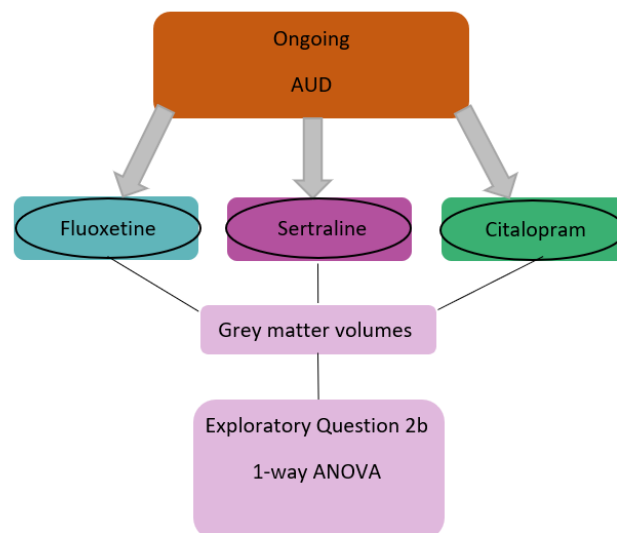 Ongoing
AUD
Fluoxetine
Sertraline
Citalopram
Grey matter volumes
Exploratory Question 2b
1-way ANOVA